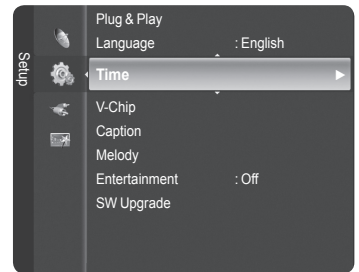 Setup
Plug & Play
Language : English
Time
V-Chip
Caption
Melody
Entertainment : Off
SW Upgrade